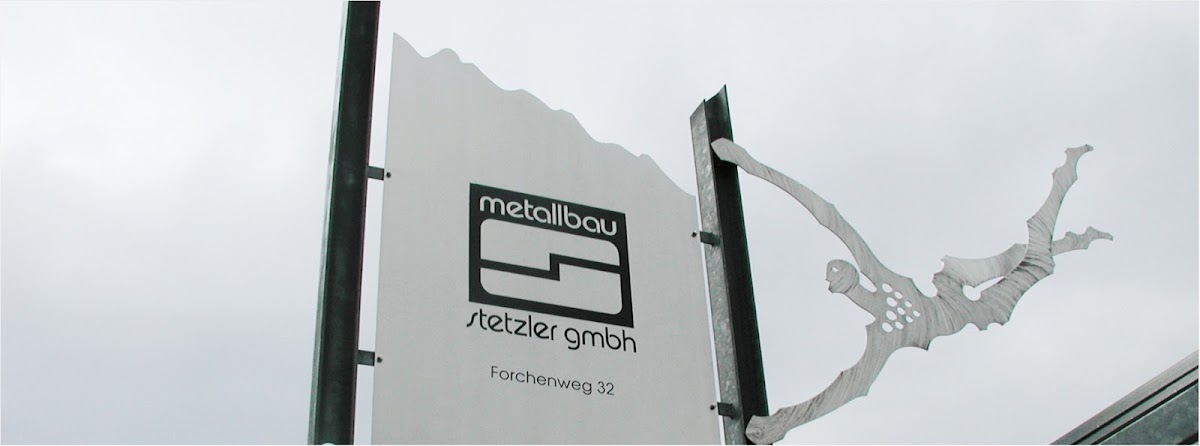 metallbau
stetzler gmbh
Forchenweg 32